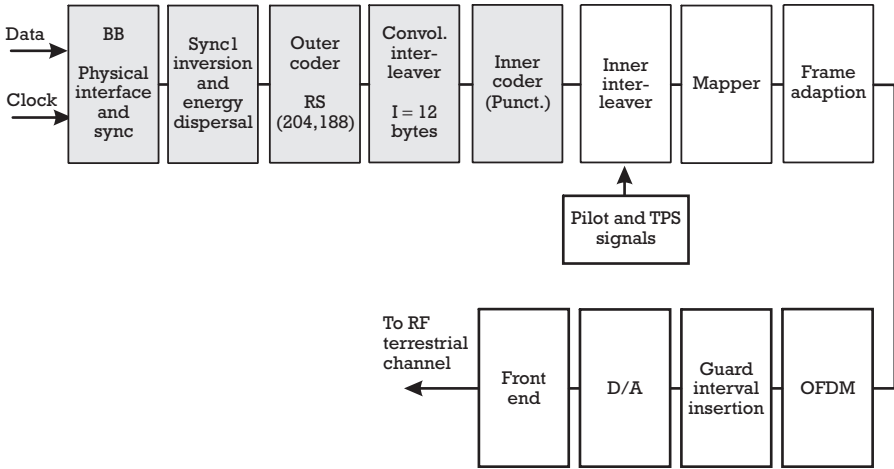 Data
Clock
BB
Physical
interface
and
sync
Sync1
inversion
and
energy
dispersal
Outer
coder
RS
(204,188)
Convol.
inter-
leaver
I = 12
bytes
Inner
coder
(Punct.)
Inner
inter-
leaver
Mapper
Frame
adaption
Pilot and TPS
signals
To RF
terrestrial
channel
Front
end
D/A
Guard
interval
insertion
OFDM